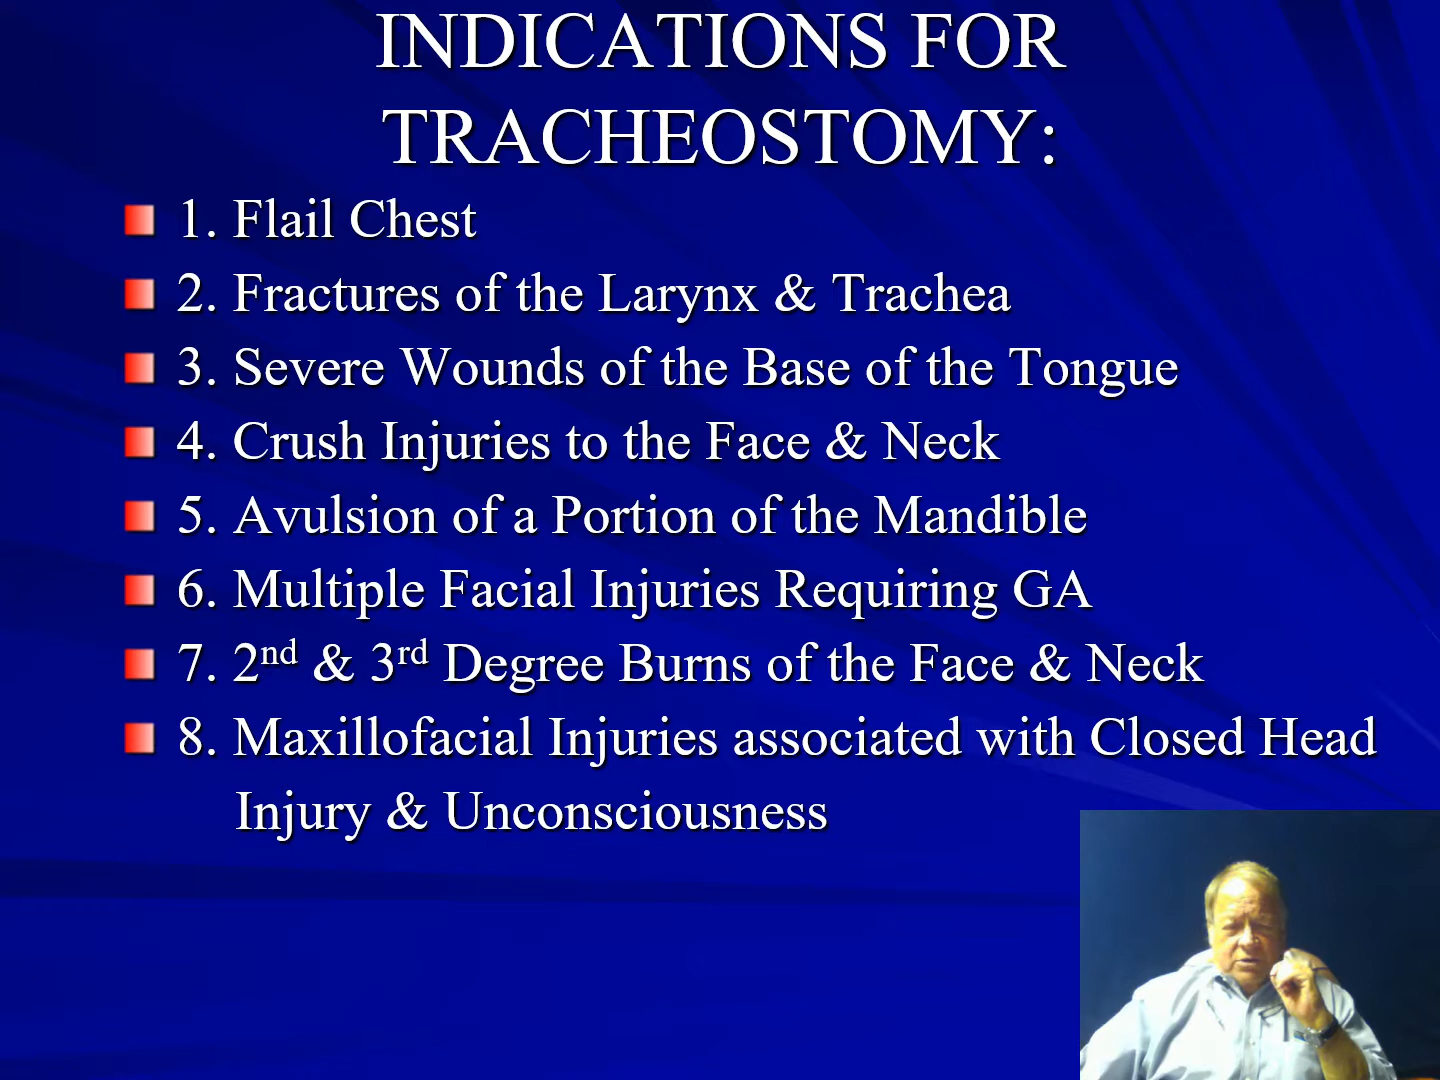 INDICATIONS FOR
TRACHEOSTOMY:
1. Flail Chest
2. Fractures of the Larynx & Trachea
3. Severe Wounds of the Base of the Tongue
4. Crush Injuries to the Face & Neck
5. Avulsion of a Portion of the Mandible
6. Multiple Facial Injuries Requiring GA
7. 2nd & 3rd Degree Burns of the Face & Neck
8. Maxillofacial Injuries associated with Closed Head
Injury & Unconsciousness